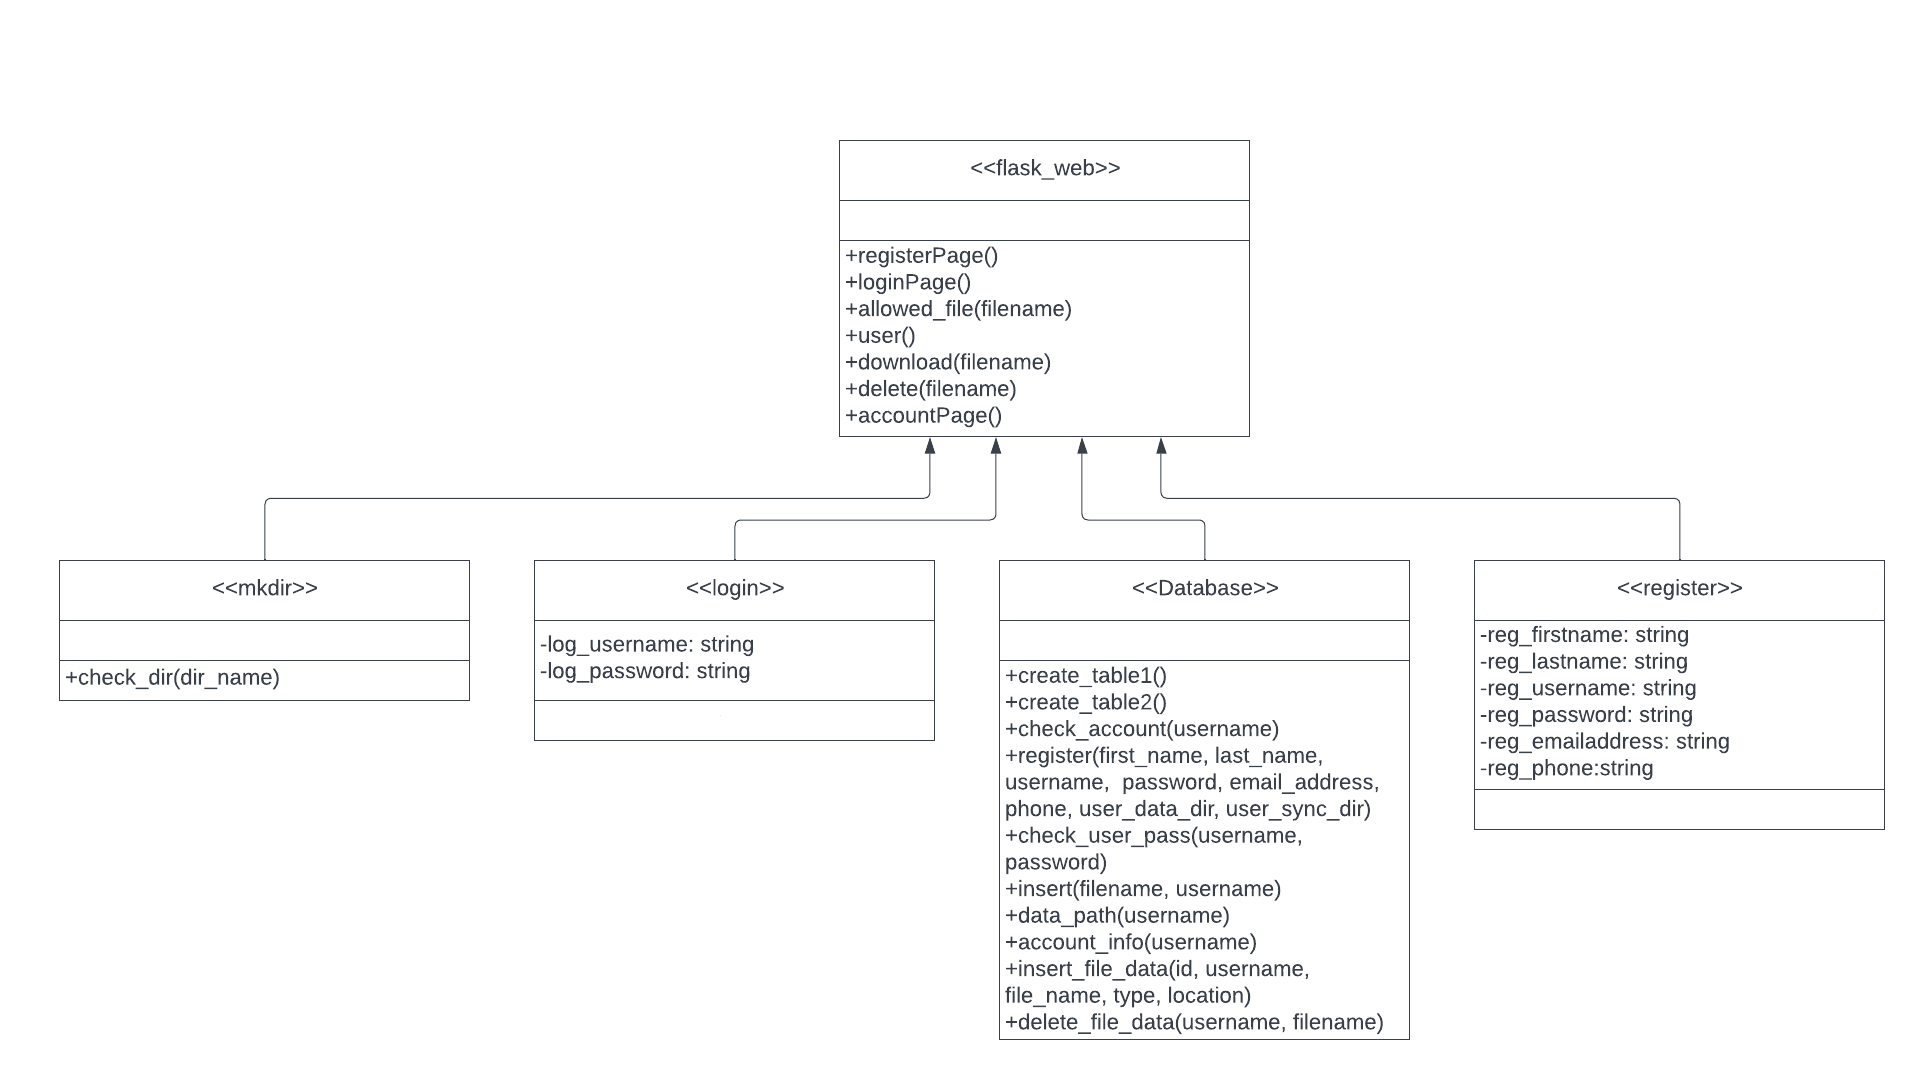 <<flask_web>>
+registerPage()
+loginPage()
+allowed_file(filename)
+user()
+download(filename)
+delete(filename)
+accountPage()
<<mkdir>>
+check_dir(dir_name)
<<login>>
-log_username: string
-log_password: string
<<Database>>
+create_table1()
+create_table2()
+check_account(username)
+register(first_name, last_name,
username,  password, email_address,
phone, user_data_dir, user_sync_dir)
+check_user_pass(username,
password)
+insert(filename, username)
+data_path(username)
+account_info(username)
+insert_file_data(id, username,
file_name, type, location)
+delete_file_data(username, filename)
<<register>>
-reg_firstname: string
-reg_lastname: string
-reg_username: string
-reg_password: string
-reg_emailaddress: string
-reg_phone:string